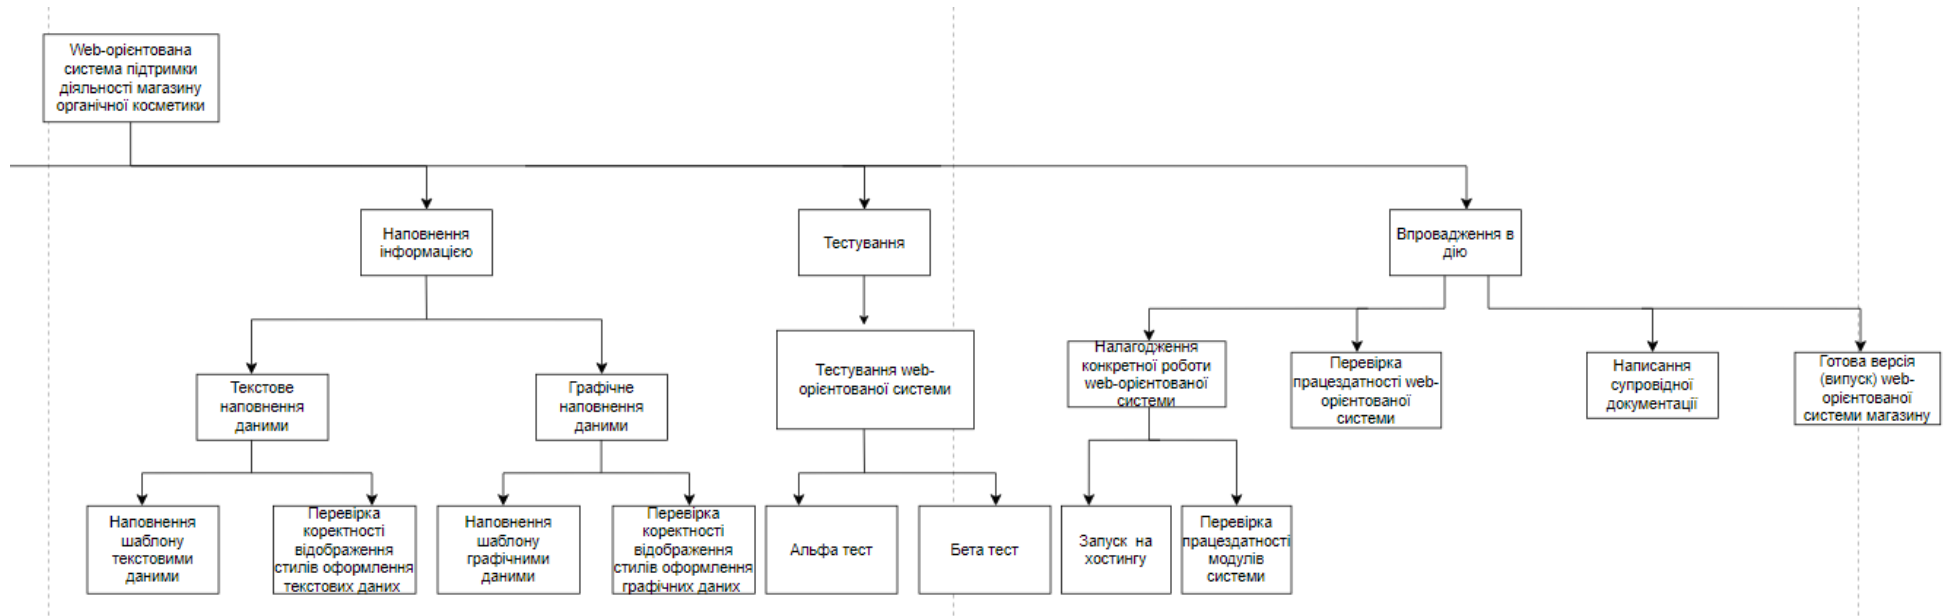 Web-орієнтована
система підтримки
діяльності магазину
органічної косметики
Наповнення
інформацією
Тестування
Впровадження в
дію
Текстове
наповнення
даними
Графічне
наповнення
даними
Тестування web-
орієнтованої системи
Налагодження
конкретної роботи
web-орієнтованої
системи
Перевірка
працездатності web-
орієнтованої
системи
Написання
супровідної
документації
Готова версія
(випуск) web-
орієнтованої
системи магазину
Наповнення
шаблону
текстовими
даними
Перевірка
коректності
відображення
стилів оформлення
текстових даних
Наповнення
шаблону
графічними
даними
Перевірка
коректності
відображення
стилів оформлення
графічних даних
Альфа тест
Бета тест
Запуск на
хостингу
Перевірка
працездатності
модулів
системи